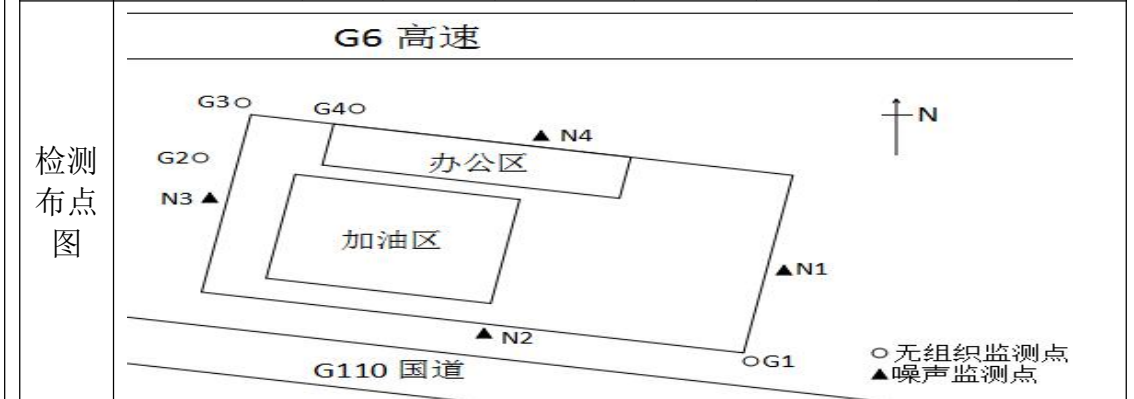 检测
布点
图
G6 高速
N
G3
G4
N4
G2
办公区
N3
加油区
N1
N2
G1
G110 国道
无组织监测点
噪声监测点